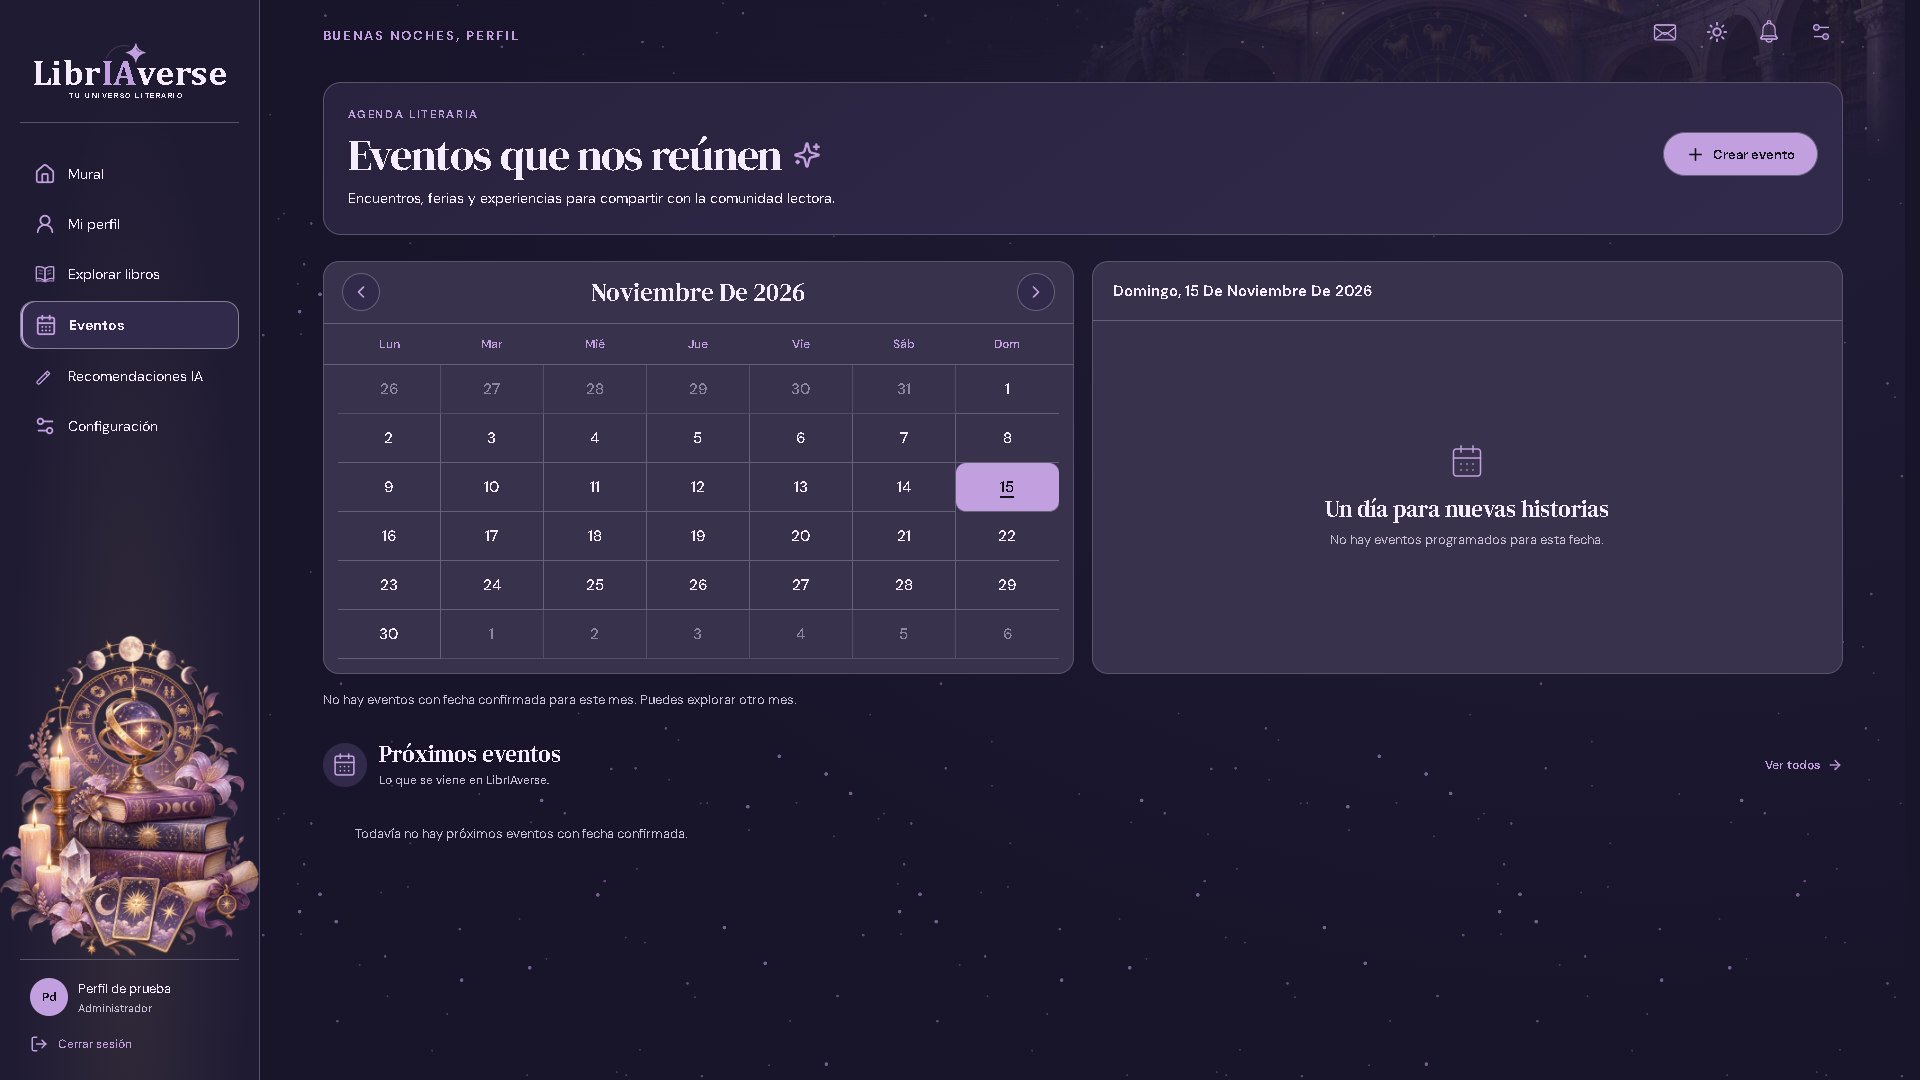 LibrIAverse
TU UNIVERSO LITERARIO
Mural
Mi perfil
Explorar libros
Eventos
Recomendaciones IA
Configuración
Pd
Perfil de prueba
Administrador
Cerrar sesión
BUENAS NOCHES, PERFIL
AGENDA LITERARIA
Eventos que nos reúnen
Encuentros, ferias y experiencias para compartir con la comunidad lectora.
Crear evento
Noviembre De 2026
Lun Mar Mié Jue Vie Sáb Dom
26 27 28 29 30 31 1
2 3 4 5 6 7 8
9 10 11 12 13 14 15
16 17 18 19 20 21 22
23 24 25 26 27 28 29
30 1 2 3 4 5 6
Domingo, 15 De Noviembre De 2026
Un día para nuevas historias
No hay eventos programados para esta fecha.
No hay eventos con fecha confirmada para este mes. Puedes explorar otro mes.
Próximos eventos
Lo que se viene en LibrIAverse.
Ver todos
Todavía no hay próximos eventos con fecha confirmada.